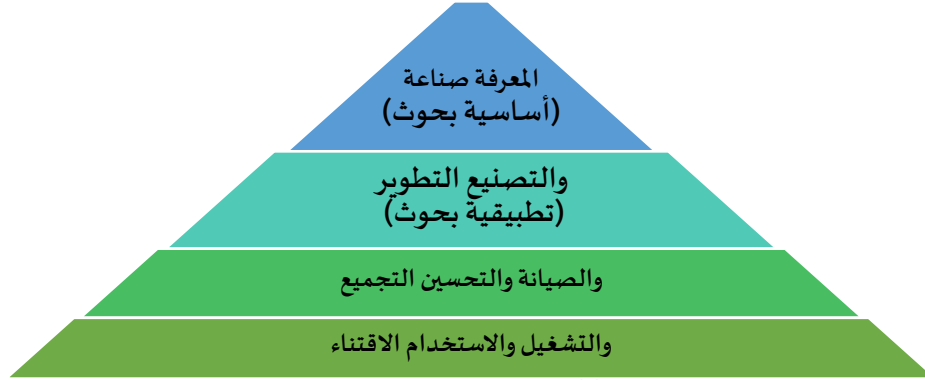 المعرفة صناعة
(أساسية بحوث)
والتصنيع التطوير
(تطبيقية بحوث)
والصيانة والتحسين التجميع
والتشغيل والاستخدام الاقتناء